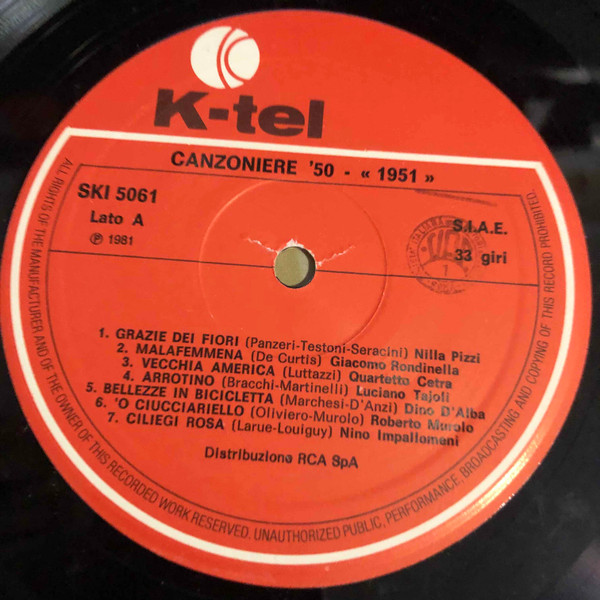 K-tel
CANZONIERE '50 - « 1951 »
SKI 5061
Lato A
℗ 1981
S.I.A.E.
33 giri
1. GRAZIE DEI FIORI (Panzeri-Testoni-Seracini) Nilla Pizzi
2. MALAFEMMENA (De Curtis) Giacomo Rondinella
3. VECCHIA AMERICA (Luttazzi) Quartetto Cetra
4. ARROTINO (Bracchi-Martinelli) Luciano Tajoli
5. BELLEZZE IN BICICLETTA (Marchesi-D'Anzi) Dino D'Alba
6. 'O CIUCCIARIELLO (Oliviero-Murolo) Roberto Murolo
7. CILIEGI ROSA (Larue-Louiguy) Nino Impallomeni
Distribuzione RCA SpA
ALL RIGHTS OF THE MANUFACTURER AND OF THE OWNER OF THIS RECORDED WORK RESERVED. UNAUTHORIZED PUBLIC, PERFORMANCE, BROADCASTING AND COPYING OF THIS RECORD PROHIBITED.